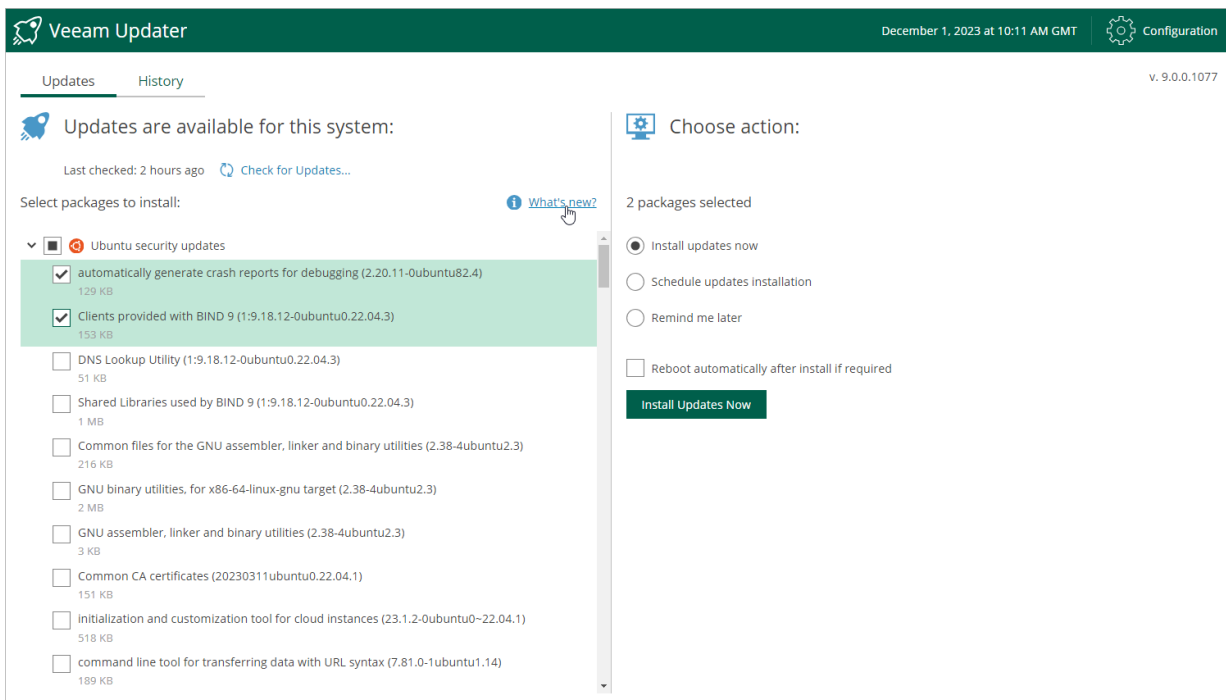 Veeam Updater
December 1, 2023 at 10:11 AM GMT
Configuration
Updates
History
v. 9.0.0.1077
Updates are available for this system:
Last checked: 2 hours ago
Check for Updates...
Select packages to install:
What's new?
Ubuntu security updates
automatically generate crash reports for debugging (2.20.11-0ubuntu82.4)
129 KB
Clients provided with BIND 9 (1:9.18.12-0ubuntu0.22.04.3)
153 KB
DNS Lookup Utility (1:9.18.12-0ubuntu0.22.04.3)
51 KB
Shared Libraries used by BIND 9 (1:9.18.12-0ubuntu0.22.04.3)
1 MB
Common files for the GNU assembler, linker and binary utilities (2.38-4ubuntu2.3)
216 KB
GNU binary utilities, for x86-64-linux-gnu target (2.38-4ubuntu2.3)
2 MB
GNU assembler, linker and binary utilities (2.38-4ubuntu2.3)
3 KB
Common CA certificates (20230311ubuntu0.22.04.1)
151 KB
initialization and customization tool for cloud instances (23.1.2-0ubuntu0~22.04.1)
518 KB
command line tool for transferring data with URL syntax (7.81.0-1ubuntu1.14)
189 KB
Choose action:
2 packages selected
Install updates now
Schedule updates installation
Remind me later
Reboot automatically after install if required
Install Updates Now